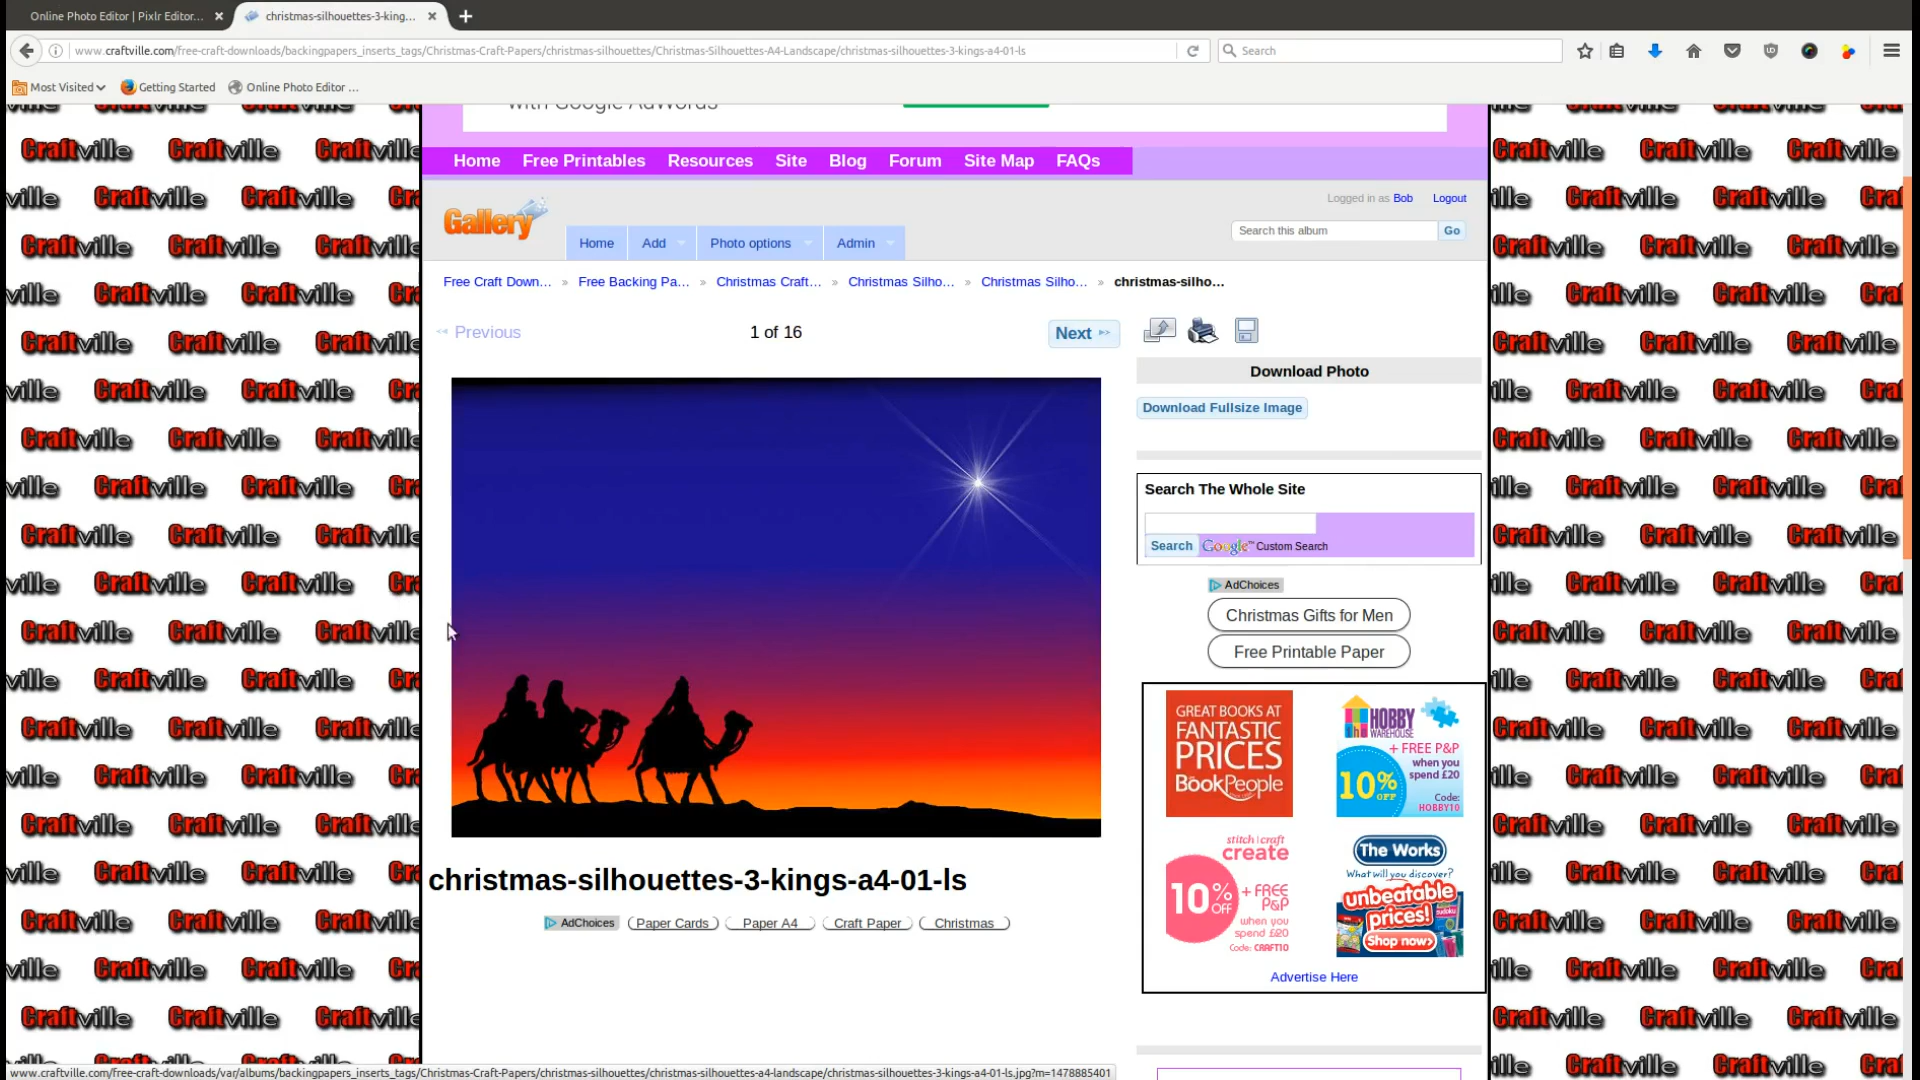 Online Photo Editor | Pixlr Editor...
christmas-silhouettes-3-king...
www.craftville.com/free-craft-downloads/backingpapers_inserts_tags/Christmas-Craft-Papers/christmas-silhouettes/Christmas-Silhouettes-A4-Landscape/christmas-silhouettes-3-kings-a4-01-ls
Search
Most Visited
Getting Started
Online Photo Editor ...
with Google AdWords
Home Free Printables Resources Site Blog Forum Site Map FAQs
Logged in as Bob Logout
Gallery
Home Add Photo options Admin
Search this album Go
Free Craft Down... » Free Backing Pa... » Christmas Craft... » Christmas Silho... » Christmas Silho... » christmas-silho...
Previous
1 of 16
Next
Download Photo
Download Fullsize Image
Search The Whole Site
Search Google™ Custom Search
AdChoices
Christmas Gifts for Men
Free Printable Paper
GREAT BOOKS AT
FANTASTIC
PRICES
BookPeople
HOBBY
WAREHOUSE
+ FREE P&P
when you
spend £20
10%
OFF
Code:
HOBBY10
stitch craft
create
10%
OFF
+ FREE
P&P
when you
spend £20
Code: CRAFT10
The Works
What will you discover?
unbeatable
prices!
sudoku
Shop now
Advertise Here
christmas-silhouettes-3-kings-a4-01-ls
AdChoices
Paper Cards
Paper A4
Craft Paper
Christmas
Craftville
www.craftville.com/free-craft-downloads/var/albums/backingpapers_inserts_tags/Christmas-Craft-Papers/christmas-silhouettes/christmas-silhouettes-a4-landscape/christmas-silhouettes-3-kings-a4-01-ls.jpg?m=1478885401